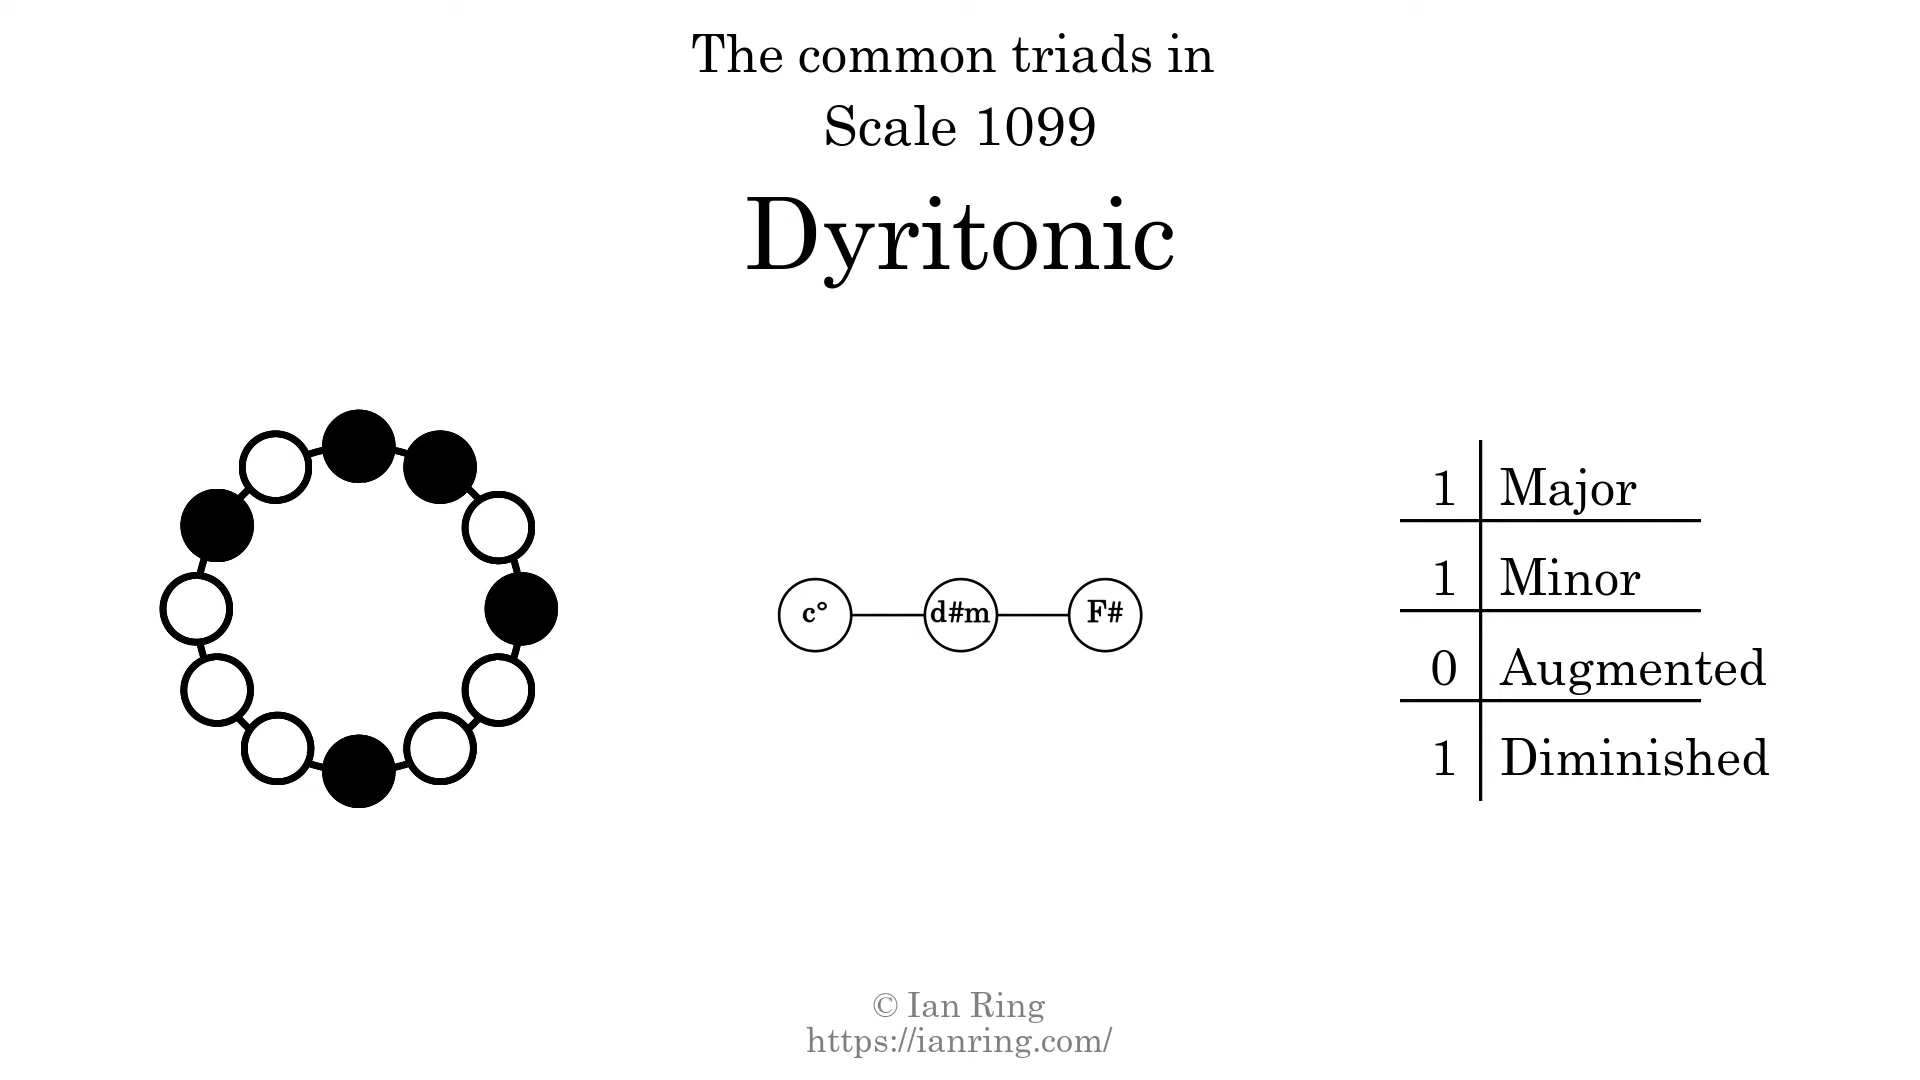 The common triads in
Scale 1099
Dyritonic
c° d#m F#
1 Major
1 Minor
0 Augmented
1 Diminished
© Ian Ring
https://ianring.com/